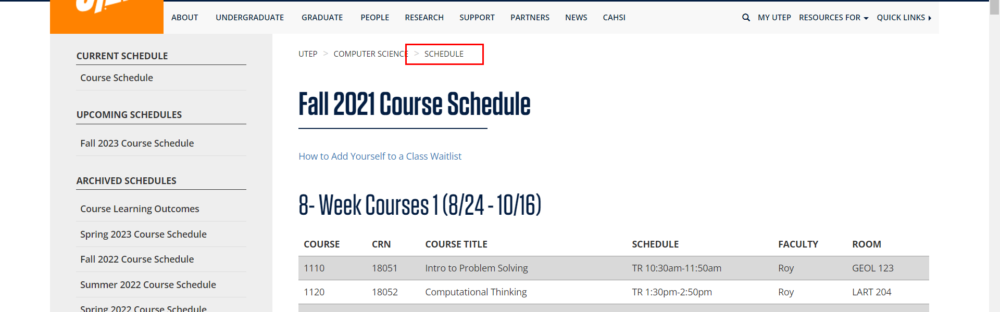 ABOUT UNDERGRADUATE GRADUATE PEOPLE RESEARCH SUPPORT PARTNERS NEWS CAHSI MY UTEP RESOURCES FOR QUICK LINKS
CURRENT SCHEDULE
Course Schedule
UPCOMING SCHEDULES
Fall 2023 Course Schedule
ARCHIVED SCHEDULES
Course Learning Outcomes
Spring 2023 Course Schedule
Fall 2022 Course Schedule
Summer 2022 Course Schedule
Spring 2022 Course Schedule
UTEP > COMPUTER SCIENCE > SCHEDULE
Fall 2021 Course Schedule
How to Add Yourself to a Class Waitlist
8- Week Courses 1 (8/24 - 10/16)
COURSE CRN COURSE TITLE SCHEDULE FACULTY ROOM
1110 18051 Intro to Problem Solving TR 10:30am-11:50am Roy GEOL 123
1120 18052 Computational Thinking TR 1:30pm-2:50pm Roy LART 204